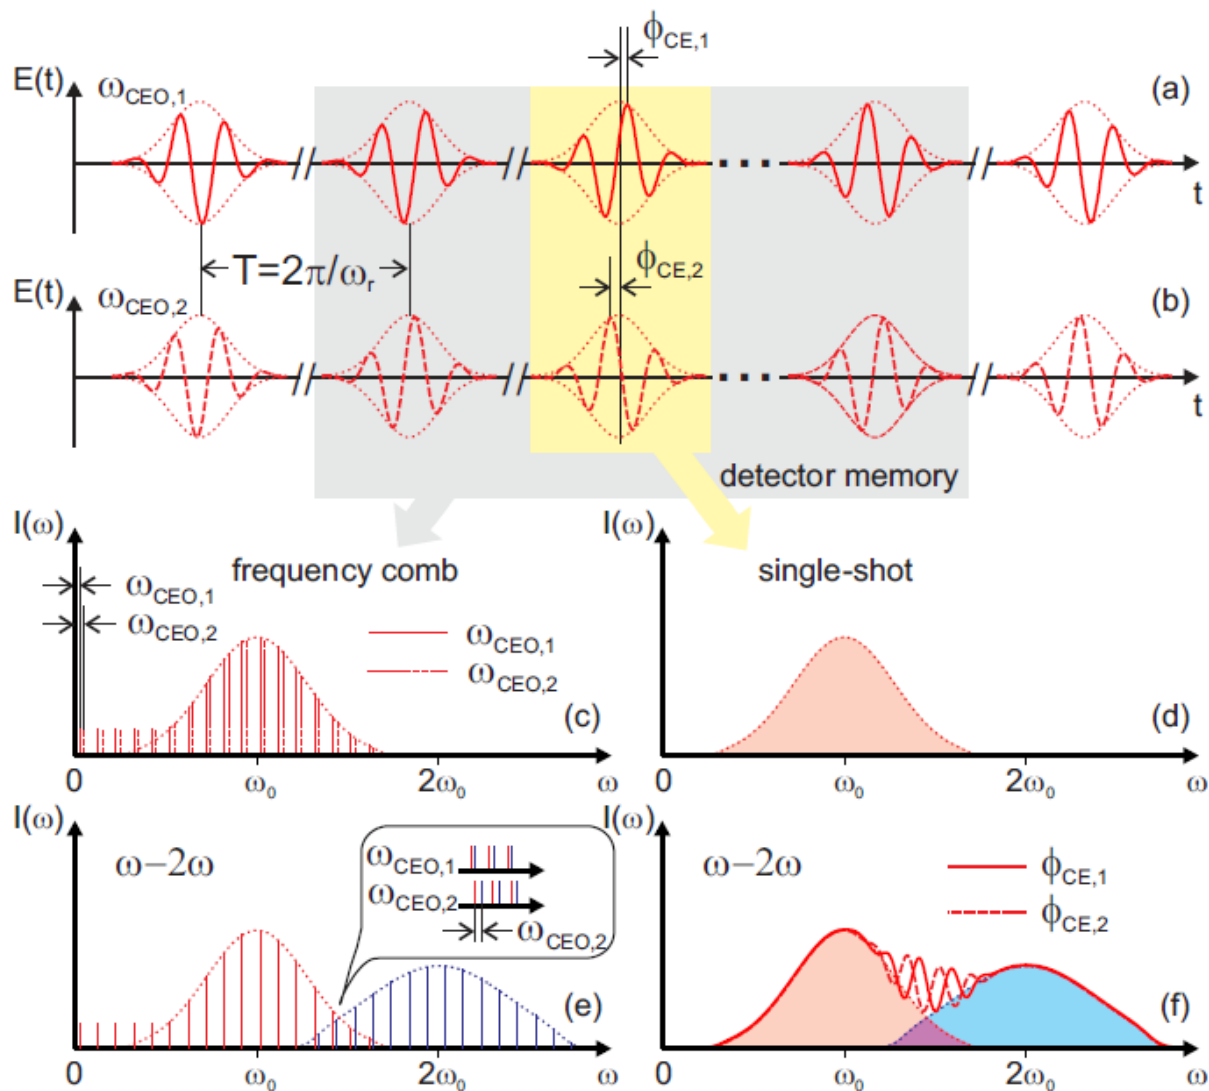 ϕCE,1
E(t) ωCEO,1 (a)
t
T=2π/ωr ϕCE,2
E(t) ωCEO,2 (b)
t
detector memory
I(ω) I(ω)
frequency comb single-shot
ωCEO,1
ωCEO,2
ωCEO,1
ωCEO,2
(c) (d)
0 ω0 2ω0 ω 0 ω0 2ω0 ω
I(ω) I(ω)
ω−2ω ω−2ω
ωCEO,1
ωCEO,2
ωCEO,2
ϕCE,1
ϕCE,2
(e) (f)
0 ω0 2ω0 ω 0 ω0 2ω0 ω